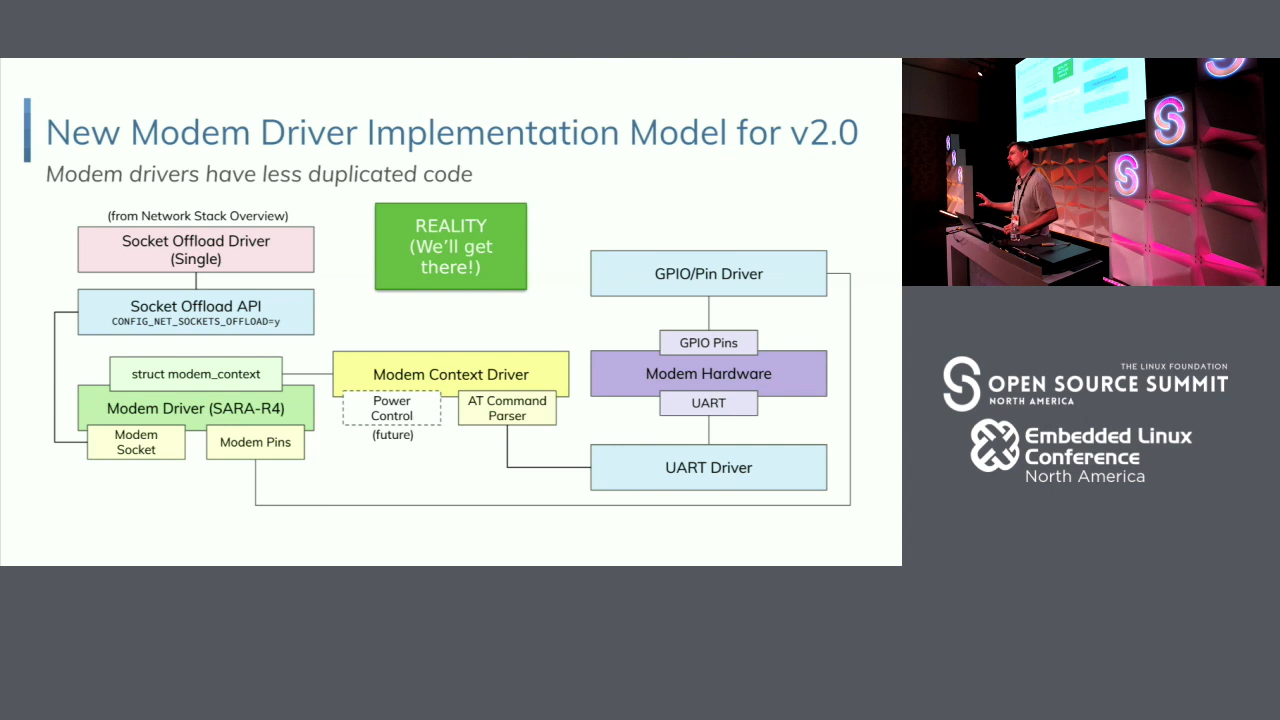 New Modem Driver Implementation Model for v2.0
Modem drivers have less duplicated code
(from Network Stack Overview)
Socket Offload Driver
(Single)
Socket Offload API
CONFIG_NET_SOCKETS_OFFLOAD=y
REALITY
(We'll get
there!)
struct modem_context
Modem Driver (SARA-R4)
Modem
Socket
Modem Pins
Modem Context Driver
Power
Control
(future)
AT Command
Parser
GPIO/Pin Driver
GPIO Pins
Modem Hardware
UART
UART Driver
THE LINUX FOUNDATION
OPEN SOURCE SUMMIT
NORTH AMERICA
Embedded Linux
Conference
North America